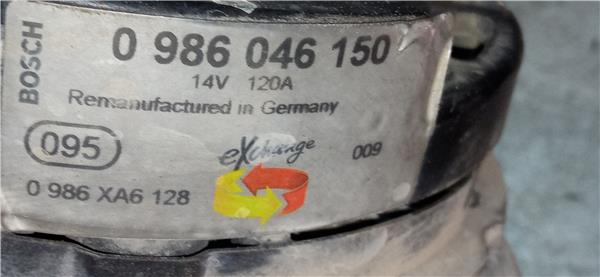 BOSCH
0 986 046 150
14V 120A
Remanufactured in Germany
095
eXchange
009
0 986 XA6 128